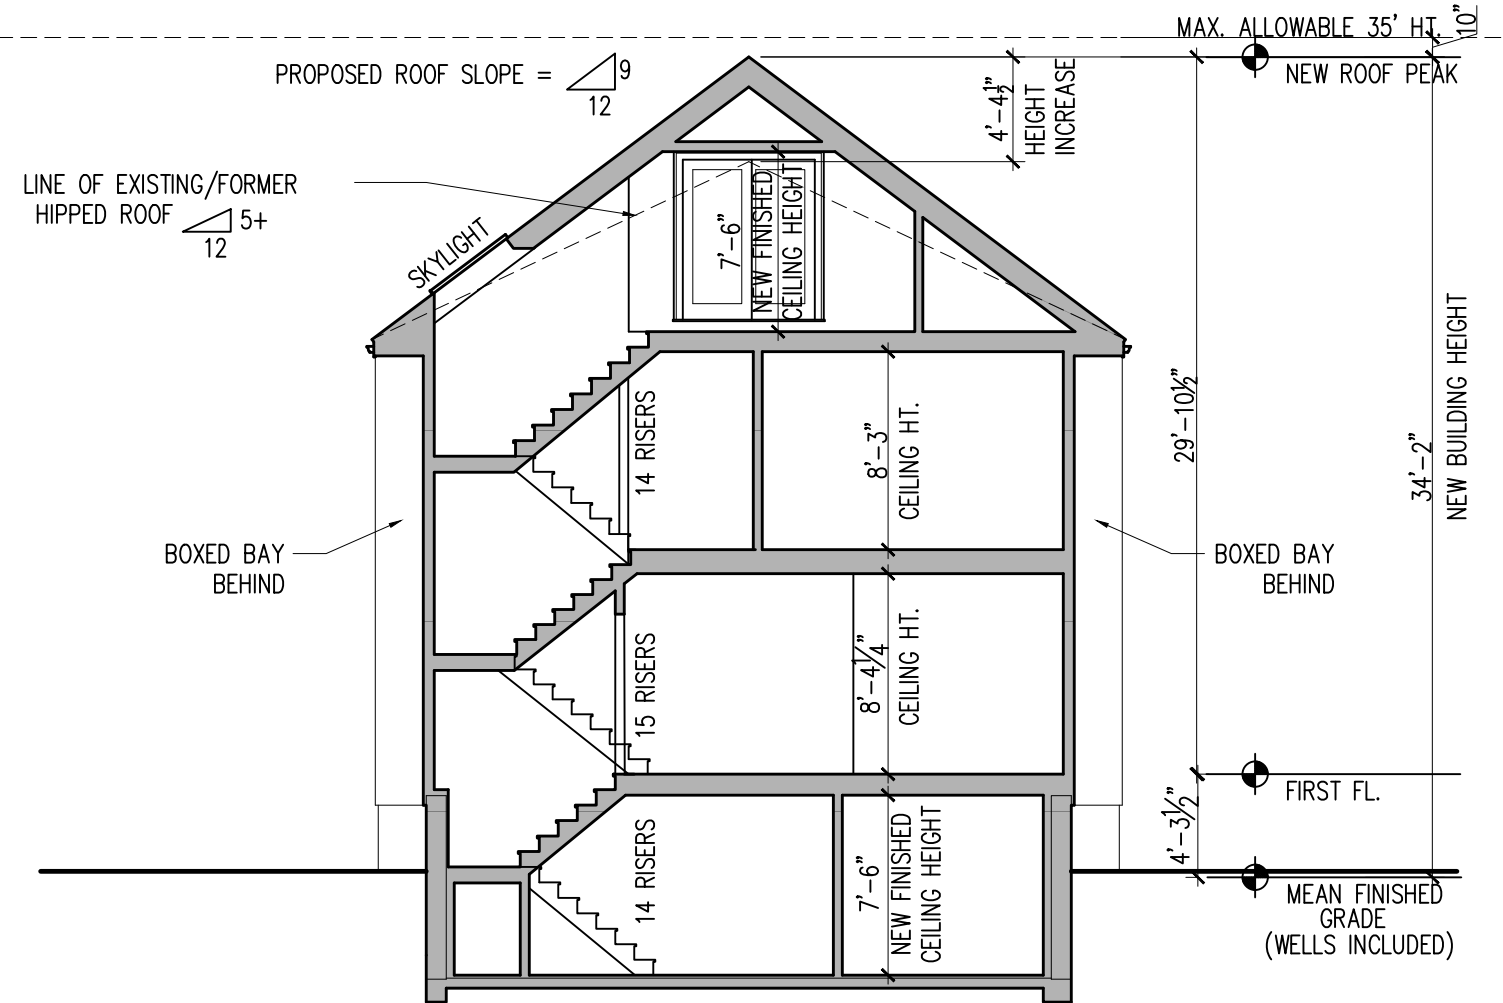 MAX. ALLOWABLE 35' HT.
10"
NEW ROOF PEAK
PROPOSED ROOF SLOPE =
9
12
4'-4½"
HEIGHT
INCREASE
LINE OF EXISTING/FORMER
HIPPED ROOF
5+
12
SKYLIGHT
7'-6"
NEW FINISHED
CEILING HEIGHT
14 RISERS
8'-3"
CEILING HT.
29'-10½"
34'-2"
NEW BUILDING HEIGHT
BOXED BAY
BEHIND
BOXED BAY
BEHIND
15 RISERS
8'-4¼"
CEILING HT.
FIRST FL.
4'-3½"
14 RISERS
7'-6"
NEW FINISHED
CEILING HEIGHT
MEAN FINISHED
GRADE
(WELLS INCLUDED)